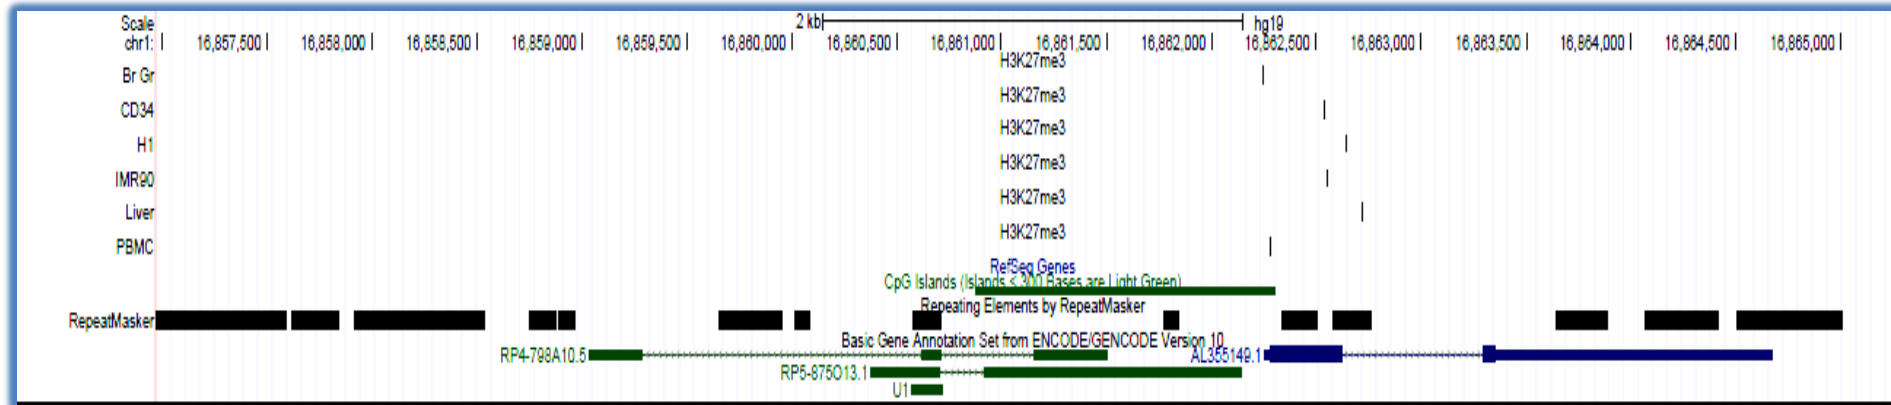 Scale 2 kb hg19
chr1: 16,857,500 16,858,000 16,858,500 16,859,000 16,859,500 16,860,000 16,860,500 16,861,000 16,861,500 16,862,000 16,862,500 16,863,000 16,863,500 16,864,000 16,864,500 16,865,000
H3K27me3
Br Gr
H3K27me3
CD34
H3K27me3
H1
H3K27me3
IMR90
H3K27me3
Liver
H3K27me3
PBMC
RefSeq Genes
CpG Islands (Islands < 300 Bases are Light Green)
Repeating Elements by RepeatMasker
RepeatMasker
Basic Gene Annotation Set from ENCODE/GENCODE Version 10
RP4-798A10.5 AL355149.1
RP5-875O13.1
U1